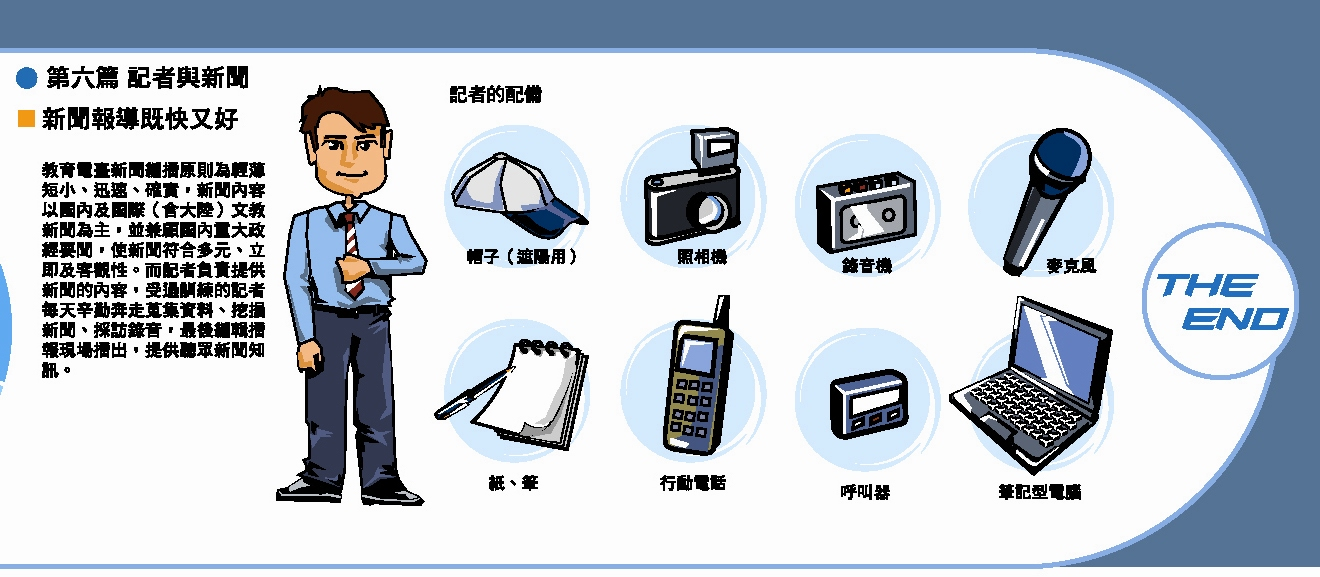 第六篇 記者與新聞
新聞報導既快又好
教育電臺新聞編播原則為輕薄
短小、迅速、確實，新聞內容
以國內及國際（含大陸）文教
新聞為主，並兼顧國內重大政
經要聞，使新聞符合多元、立
即及客觀性。而記者負責提供
新聞的內容，受過訓練的記者
每天辛勤奔走蒐集資料、挖掘
新聞、採訪錄音，最後編輯播
報現場播出，提供聽眾新聞知
訊。
記者的配備
帽子（遮陽用）
照相機
錄音機
麥克風
紙、筆
行動電話
呼叫器
筆記型電腦
THE
END